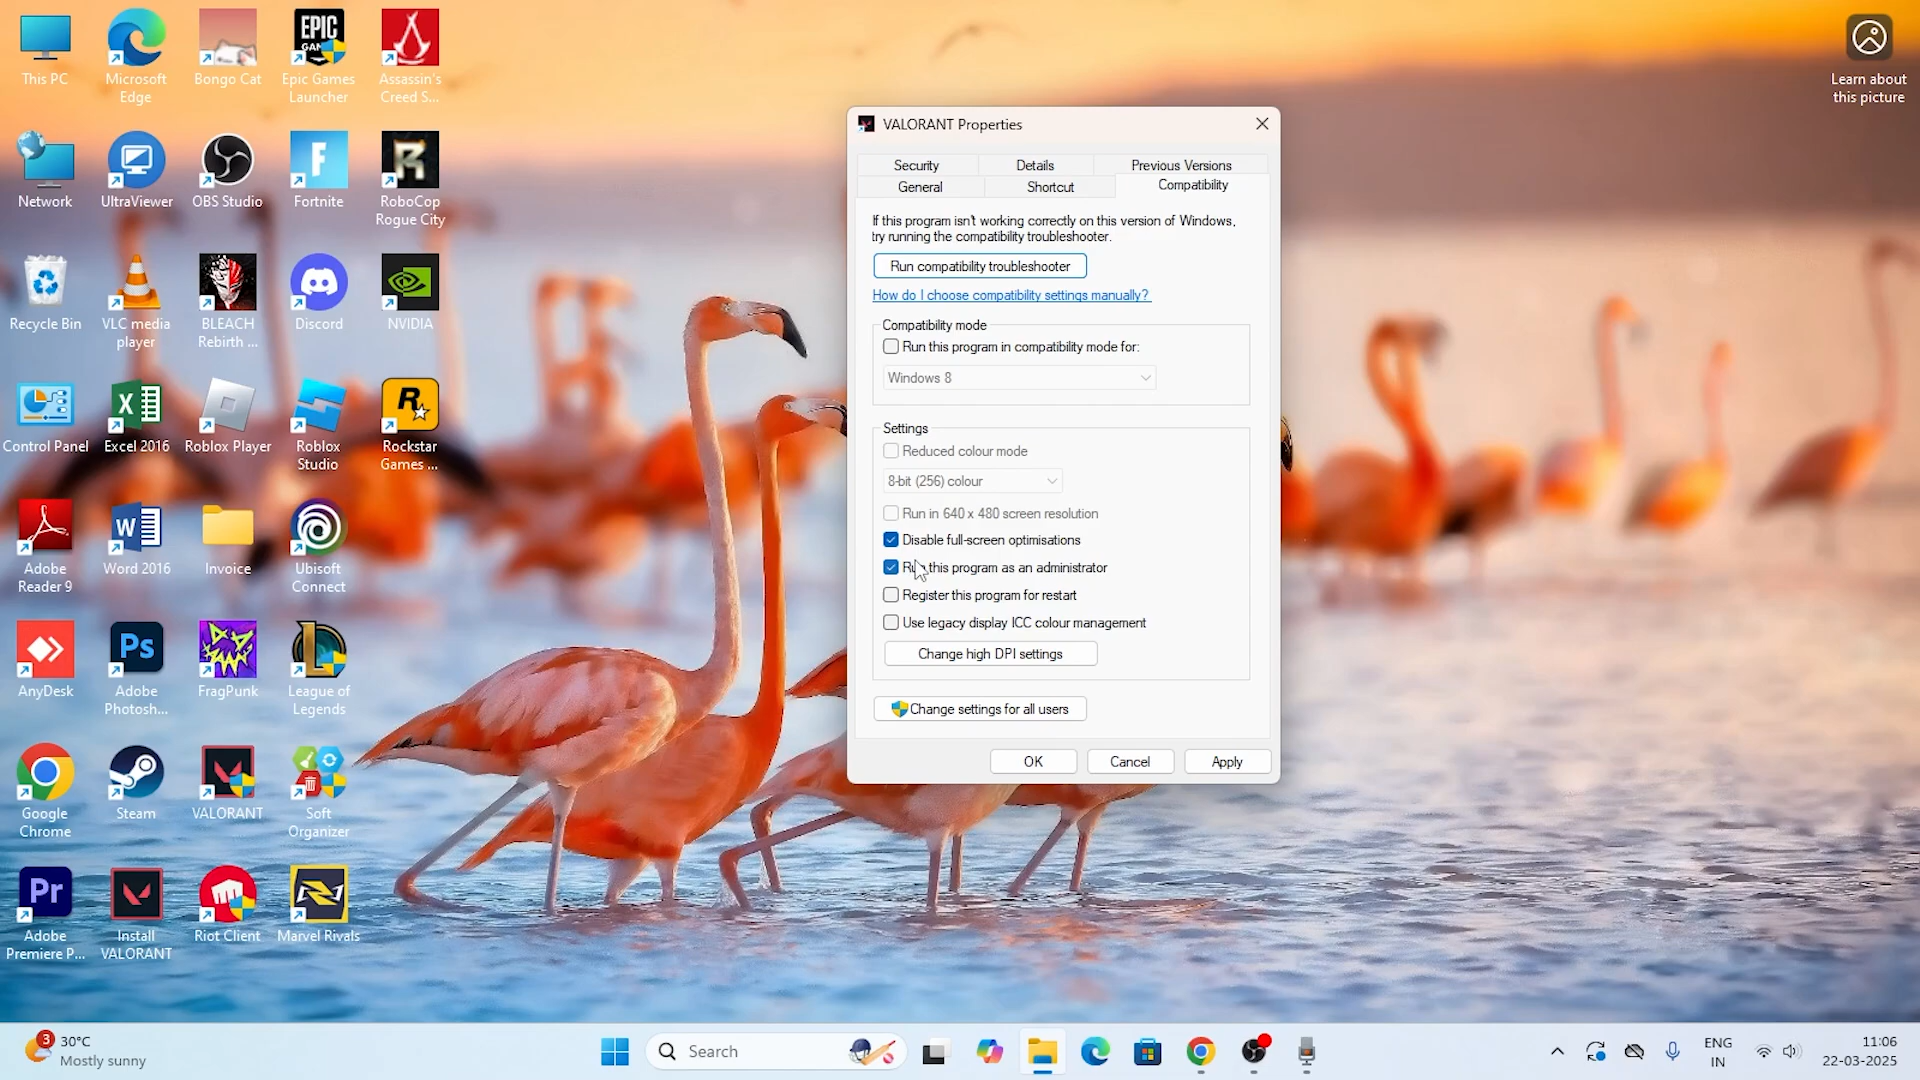 This PC
Microsoft
Edge
Bongo Cat
EPIC
GAMES
Epic Games
Launcher
Assassin's
Creed S...
Learn about
this picture
Network
UltraViewer
OBS Studio
Fortnite
RoboCop
Rogue City
Recycle Bin
VLC media
player
BLEACH
Rebirth ...
Discord
NVIDIA
Control Panel
Excel 2016
Roblox Player
Roblox
Studio
Rockstar
Games ...
Adobe
Reader 9
Word 2016
Invoice
Ubisoft
Connect
AnyDesk
Ps
Adobe
Photosh...
FragPunk
League of
Legends
Google
Chrome
Steam
VALORANT
Soft
Organizer
Pr
Adobe
Premiere P...
Install
VALORANT
Riot Client
Marvel Rivals
VALORANT Properties
Security
Details
Previous Versions
General
Shortcut
Compatibility
If this program isn't working correctly on this version of Windows,
try running the compatibility troubleshooter.
Run compatibility troubleshooter
How do I choose compatibility settings manually?
Compatibility mode
Run this program in compatibility mode for:
Windows 8
Settings
Reduced colour mode
8-bit (256) colour
Run in 640 x 480 screen resolution
Disable full-screen optimisations
Run this program as an administrator
Register this program for restart
Use legacy display ICC colour management
Change high DPI settings
Change settings for all users
OK
Cancel
Apply
3
30°C
Mostly sunny
Search
ENG
IN
11:06
22-03-2025